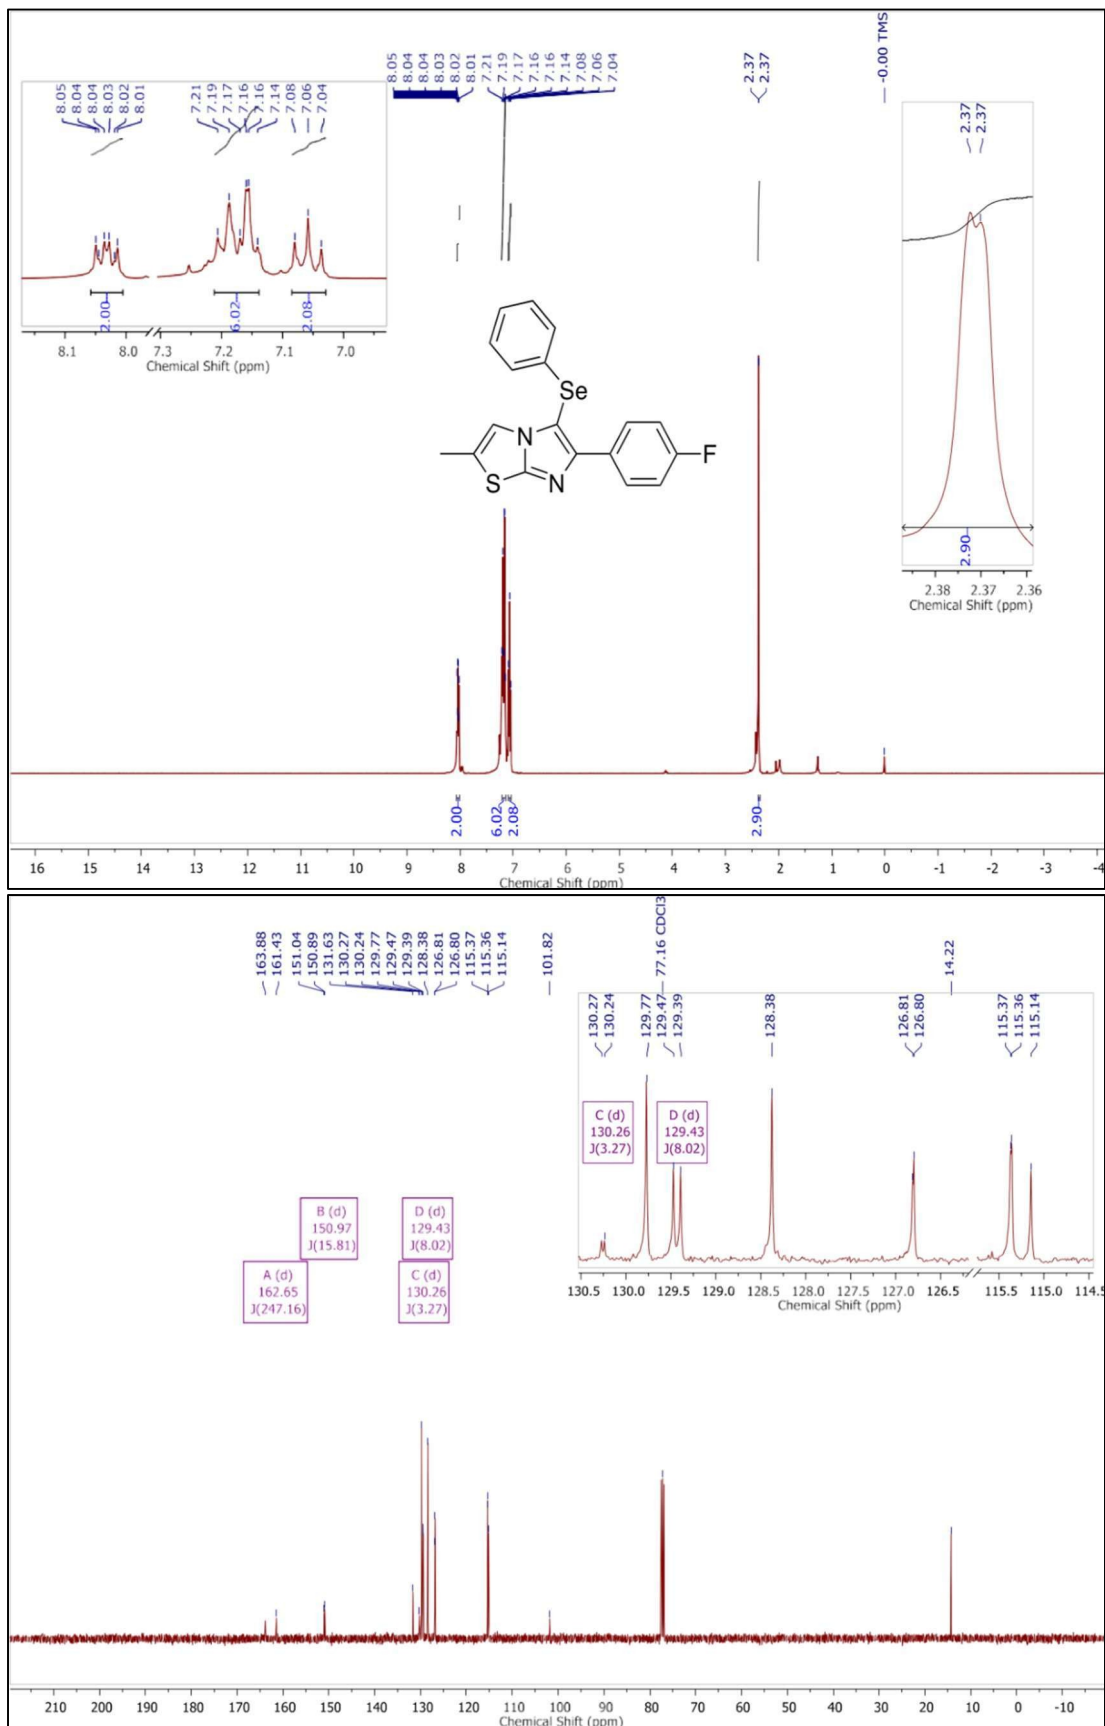 8.05
8.04
8.04
8.03
8.02
8.01
7.21
7.19
7.17
7.16
7.16
7.14
7.08
7.06
7.04
2.37
2.37
-0.00 TMS
8.05
8.04
8.04
8.03
8.02
8.01
7.21
7.19
7.17
7.16
7.16
7.14
7.08
7.06
7.04
2.00
6.02
2.08
8.1 8.0 7.3 7.2 7.1 7.0
Chemical Shift (ppm)
2.37
2.37
2.90
2.38 2.37 2.36
Chemical Shift (ppm)
Se
N
F
S
N
2.00
6.02
2.08
2.90
16 15 14 13 12 11 10 9 8 7 6 5 4 3 2 1 0 -1 -2 -3 -4
Chemical Shift (ppm)
163.88
161.43
151.04
150.89
131.63
130.27
130.24
129.77
129.47
129.39
128.38
126.81
126.80
115.37
115.36
115.14
101.82
77.16 CDCl3
14.22
130.27
130.24
129.77
129.47
129.39
128.38
126.81
126.80
115.37
115.36
115.14
C (d)
130.26
J(3.27)
D (d)
129.43
J(8.02)
130.5 130.0 129.5 129.0 128.5 128.0 127.5 127.0 126.5 115.5 115.0 114.5
Chemical Shift (ppm)
B (d)
150.97
J(15.81)
D (d)
129.43
J(8.02)
A (d)
162.65
J(247.16)
C (d)
130.26
J(3.27)
210 200 190 180 170 160 150 140 130 120 110 100 90 80 70 60 50 40 30 20 10 0 -10
Chemical Shift (ppm)